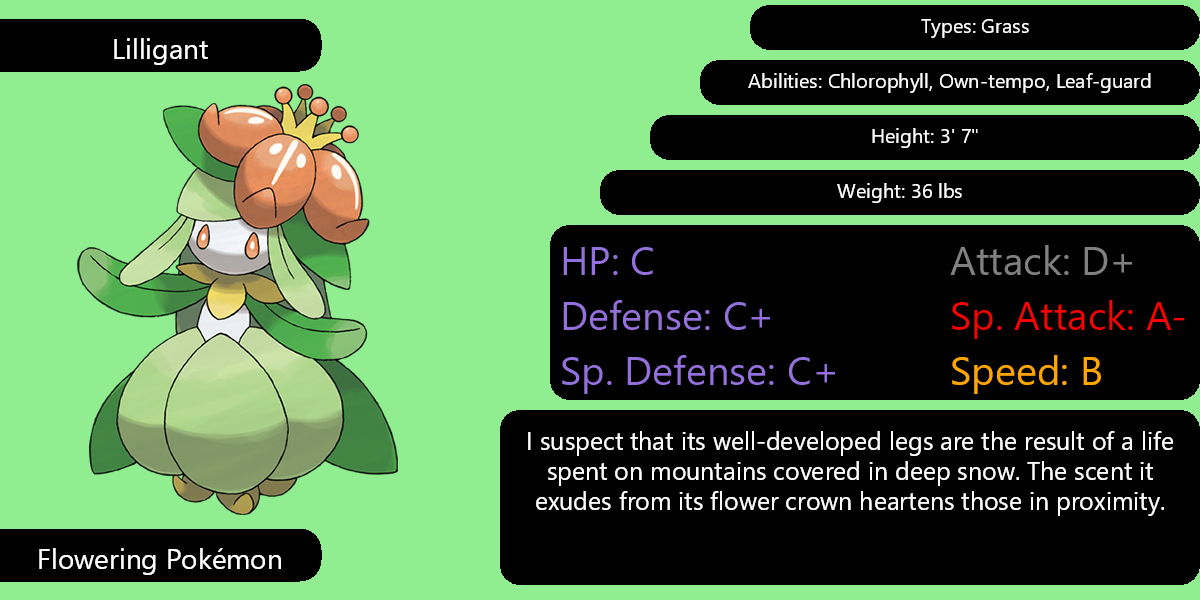 Lilligant
Types: Grass
Abilities: Chlorophyll, Own-tempo, Leaf-guard
Height: 3' 7"
Weight: 36 lbs
HP: C
Attack: D+
Defense: C+
Sp. Attack: A-
Sp. Defense: C+
Speed: B
I suspect that its well-developed legs are the result of a life
spent on mountains covered in deep snow. The scent it
exudes from its flower crown heartens those in proximity.
Flowering Pokémon